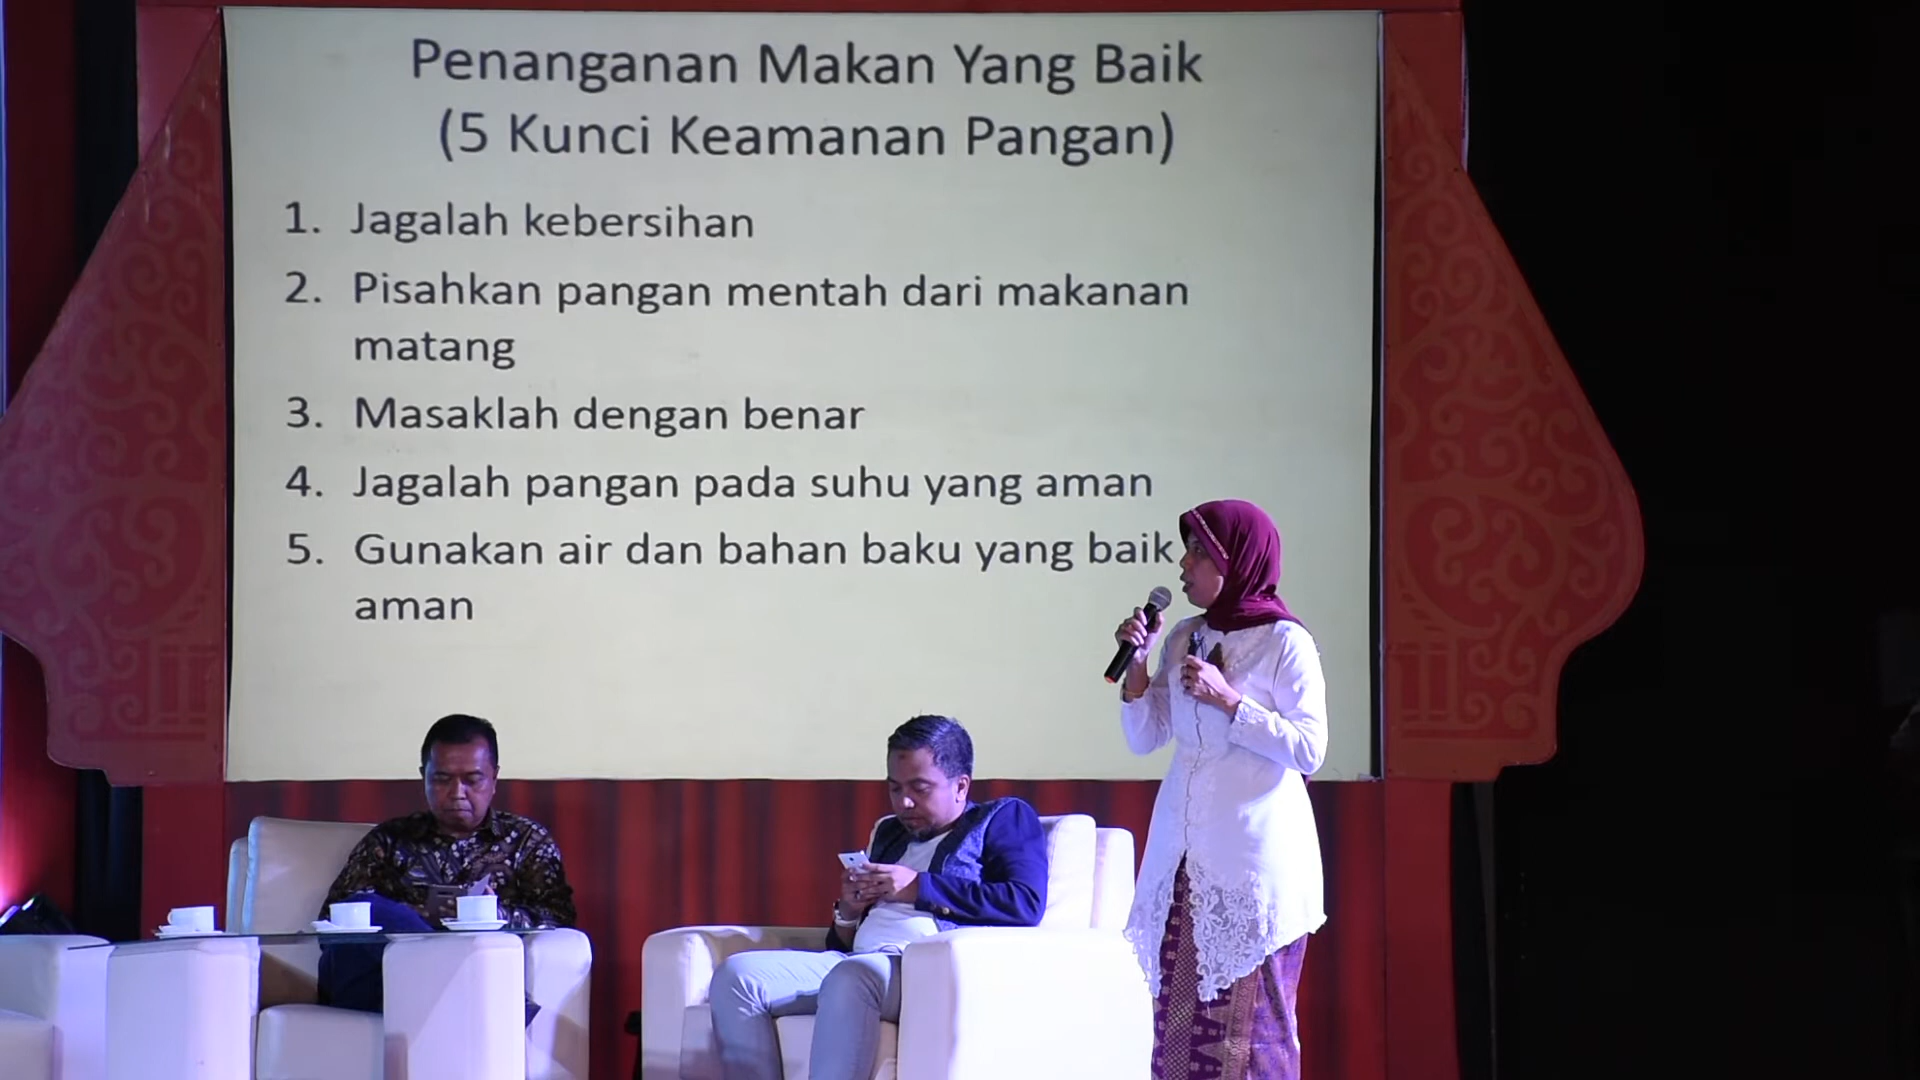 Penanganan Makan Yang Baik
(5 Kunci Keamanan Pangan)
1. Jagalah kebersihan
2. Pisahkan pangan mentah dari makanan
matang
3. Masaklah dengan benar
4. Jagalah pangan pada suhu yang aman
5. Gunakan air dan bahan baku yang baik
aman